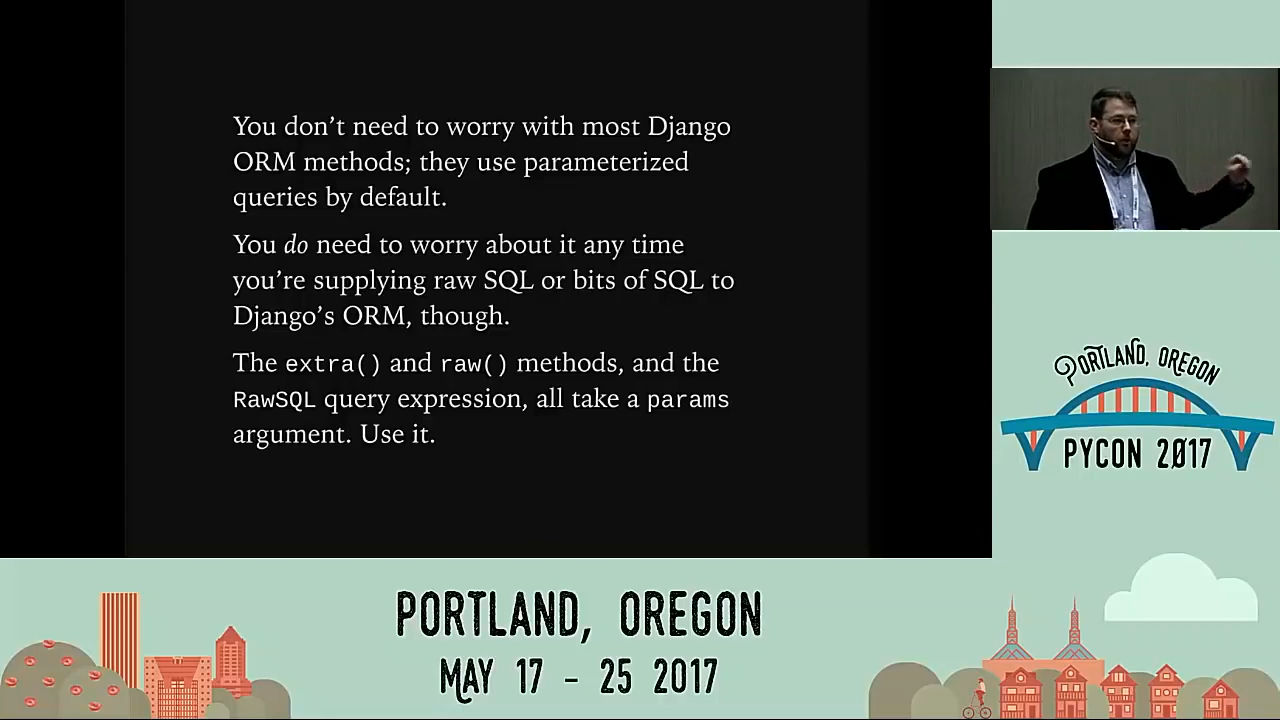 You don’t need to worry with most Django
ORM methods; they use parameterized
queries by default.
You do need to worry about it any time
you’re supplying raw SQL or bits of SQL to
Django’s ORM, though.
The extra() and raw() methods, and the
RawSQL query expression, all take a params
argument. Use it.
PORTLAND, OREGON
PYCON 2017
PORTLAND, OREGON
MAY 17 - 25 2017